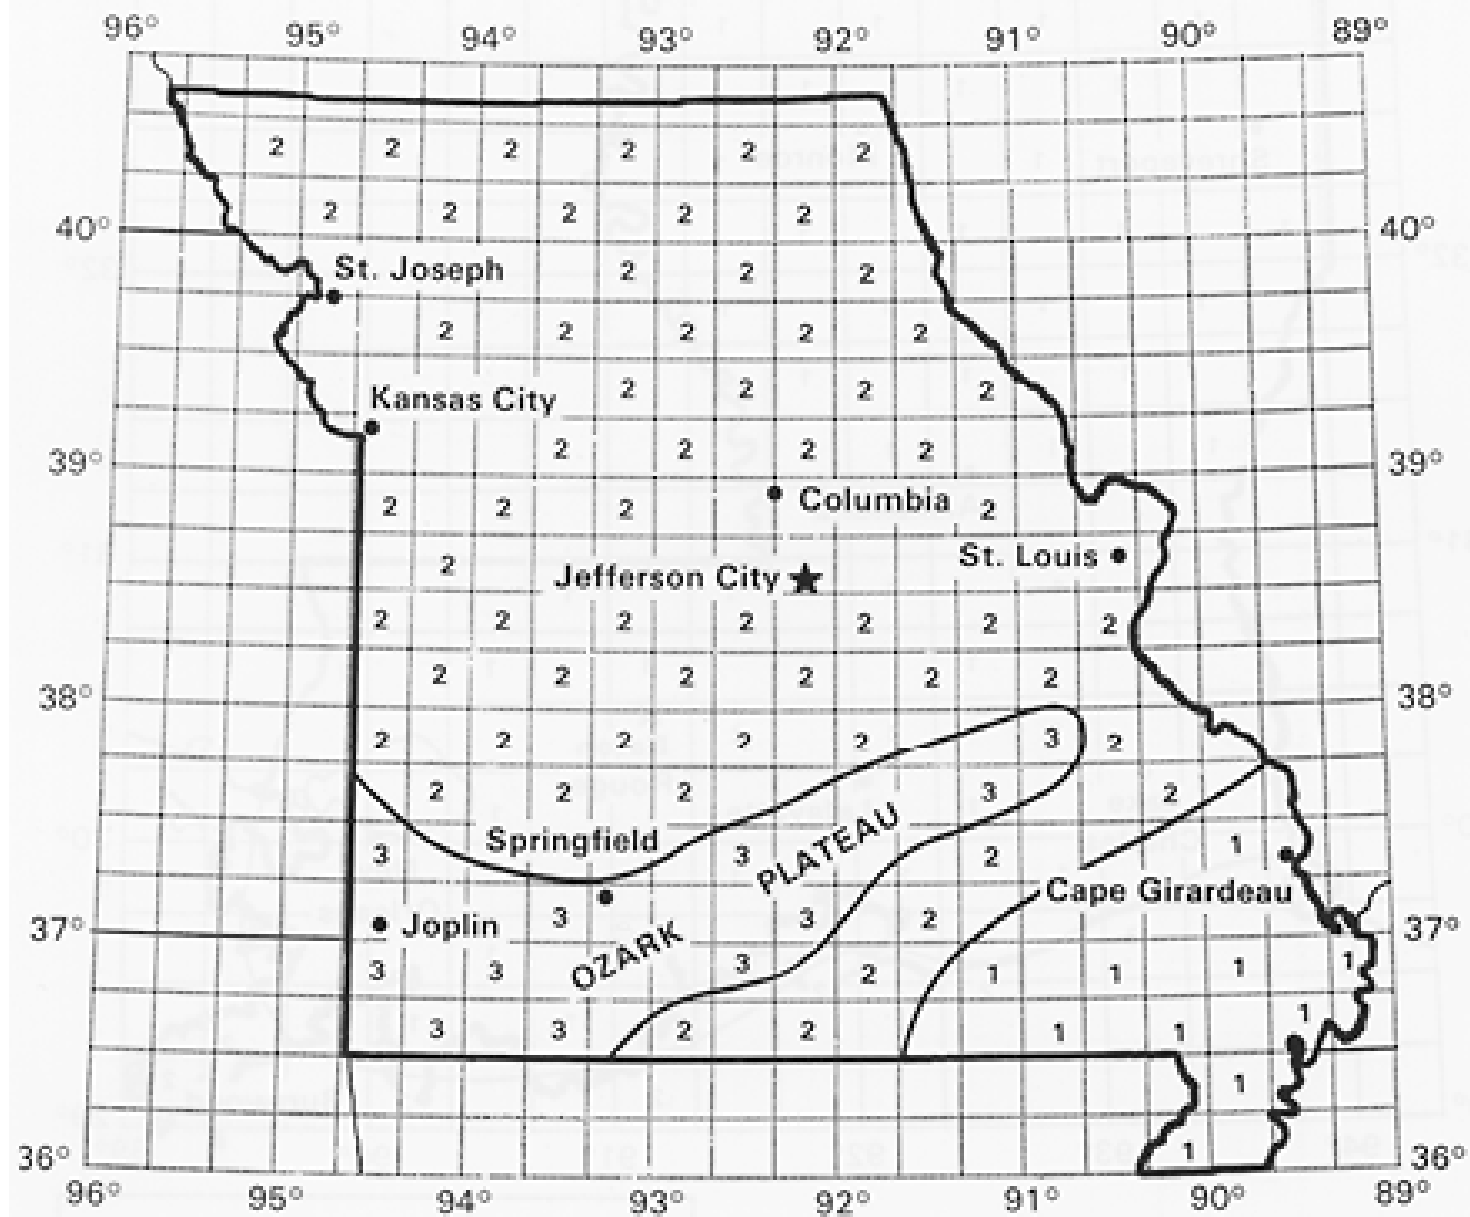 96° 95° 94° 93° 92° 91° 90° 89°
2 2 2 2 2 2
2 2 2 2 2
40° 40°
2 2 2
St. Joseph
2 2 2 2 2
2 2 2 2
Kansas City
2 2 2 2
39° 39°
2 2 2 2
Columbia
St. Louis
2
Jefferson City
2 2 2 2 2 2 2
2 2 2 2 2 2
38° 38°
2 2 2 2 2 3 2
2 2 2 3 2
Springfield
PLATEAU
3 3 2 1
Cape Girardeau
3 3 2
Joplin
37° 37°
OZARK
3 3 3 2 1 1 1 1
1
3 3 2 2 1 1
1
1
36° 36°
96° 95° 94° 93° 92° 91° 90° 89°